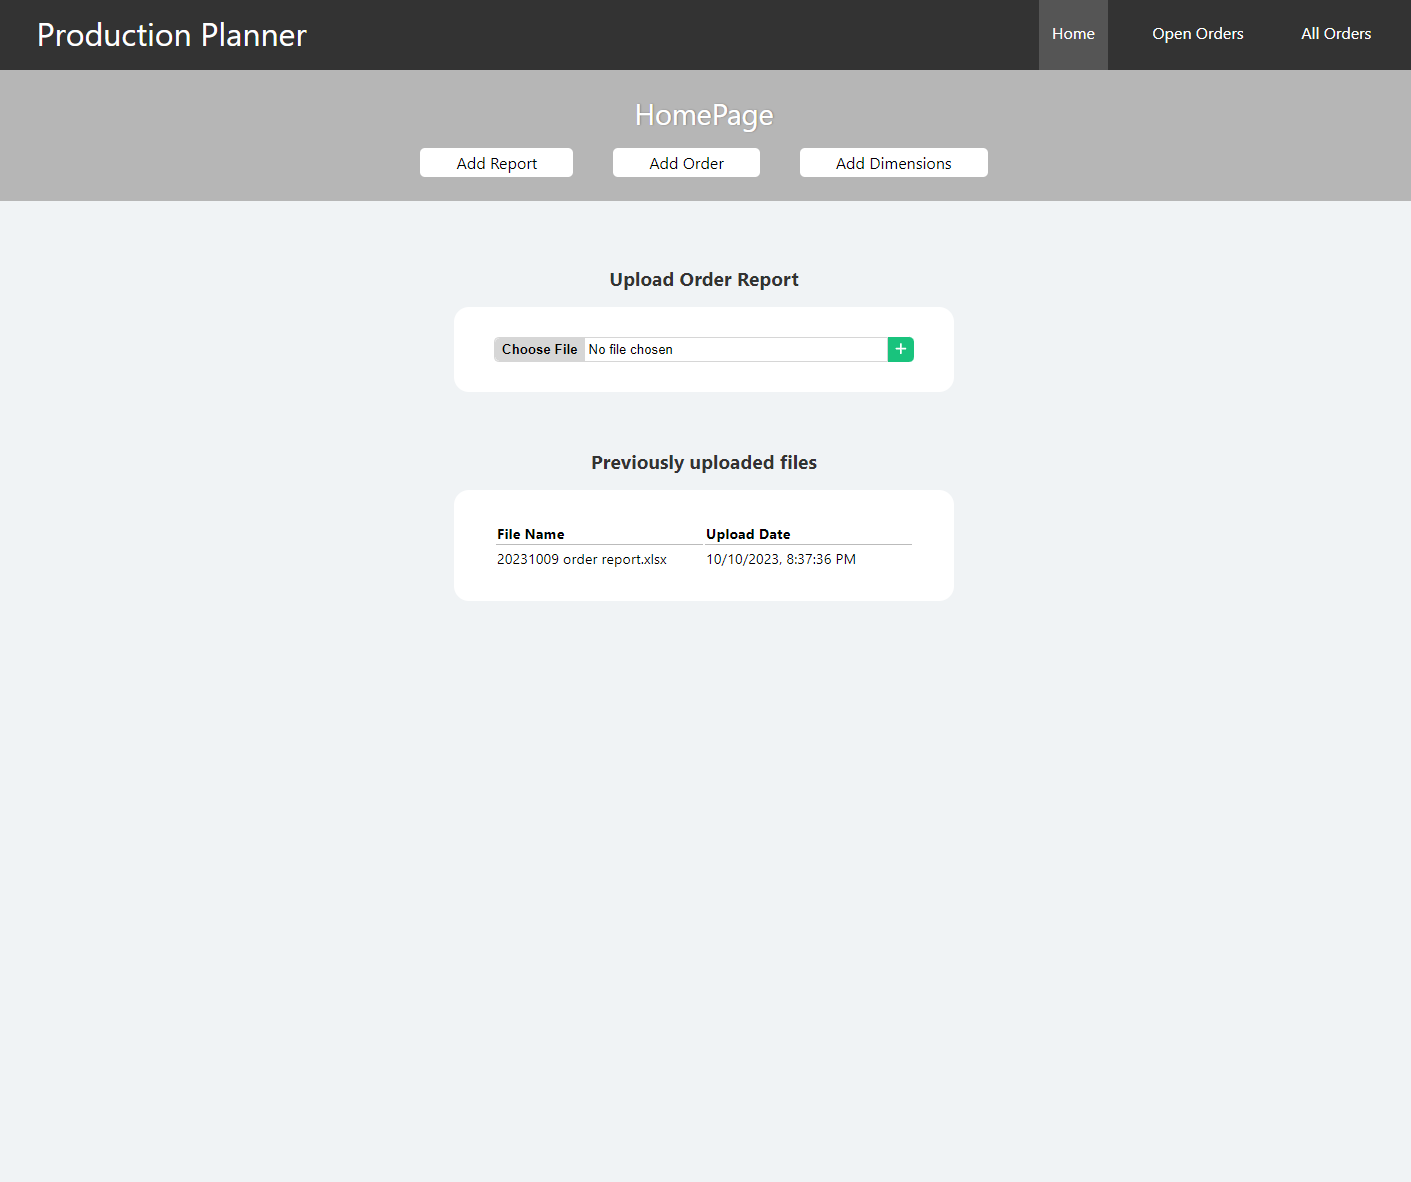 Production Planner
Home Open Orders All Orders
HomePage
Add Report Add Order Add Dimensions
Upload Order Report
Choose File No file chosen +
Previously uploaded files
File Name Upload Date
20231009 order report.xlsx 10/10/2023, 8:37:36 PM